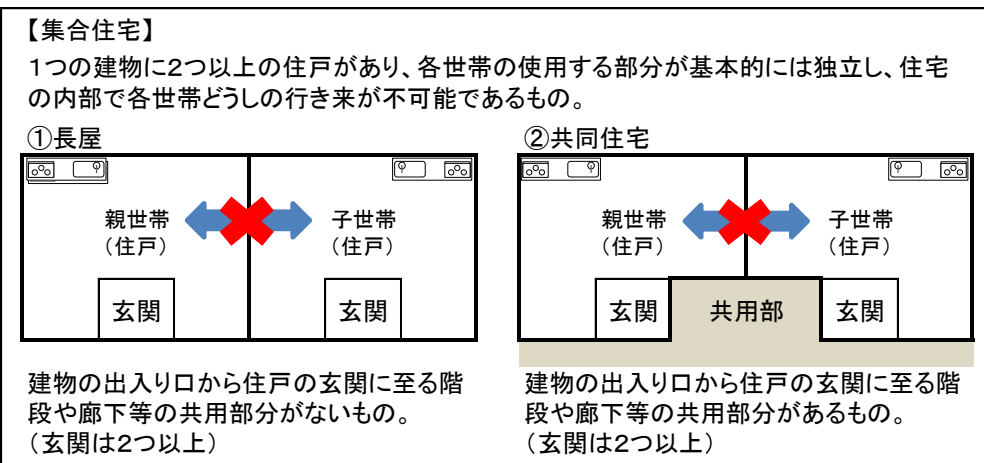 【集合住宅】
１つの建物に２つ以上の住戸があり、各世帯の使用する部分が基本的には独立し、住宅
の内部で各世帯どうしの行き来が不可能であるもの。
①長屋
親世帯
（住戸）
子世帯
（住戸）
玄関
玄関
建物の出入り口から住戸の玄関に至る階
段や廊下等の共用部分がないもの。
（玄関は２つ以上）
②共同住宅
親世帯
（住戸）
子世帯
（住戸）
玄関
共用部
玄関
建物の出入り口から住戸の玄関に至る階
段や廊下等の共用部分があるもの。
（玄関は２つ以上）